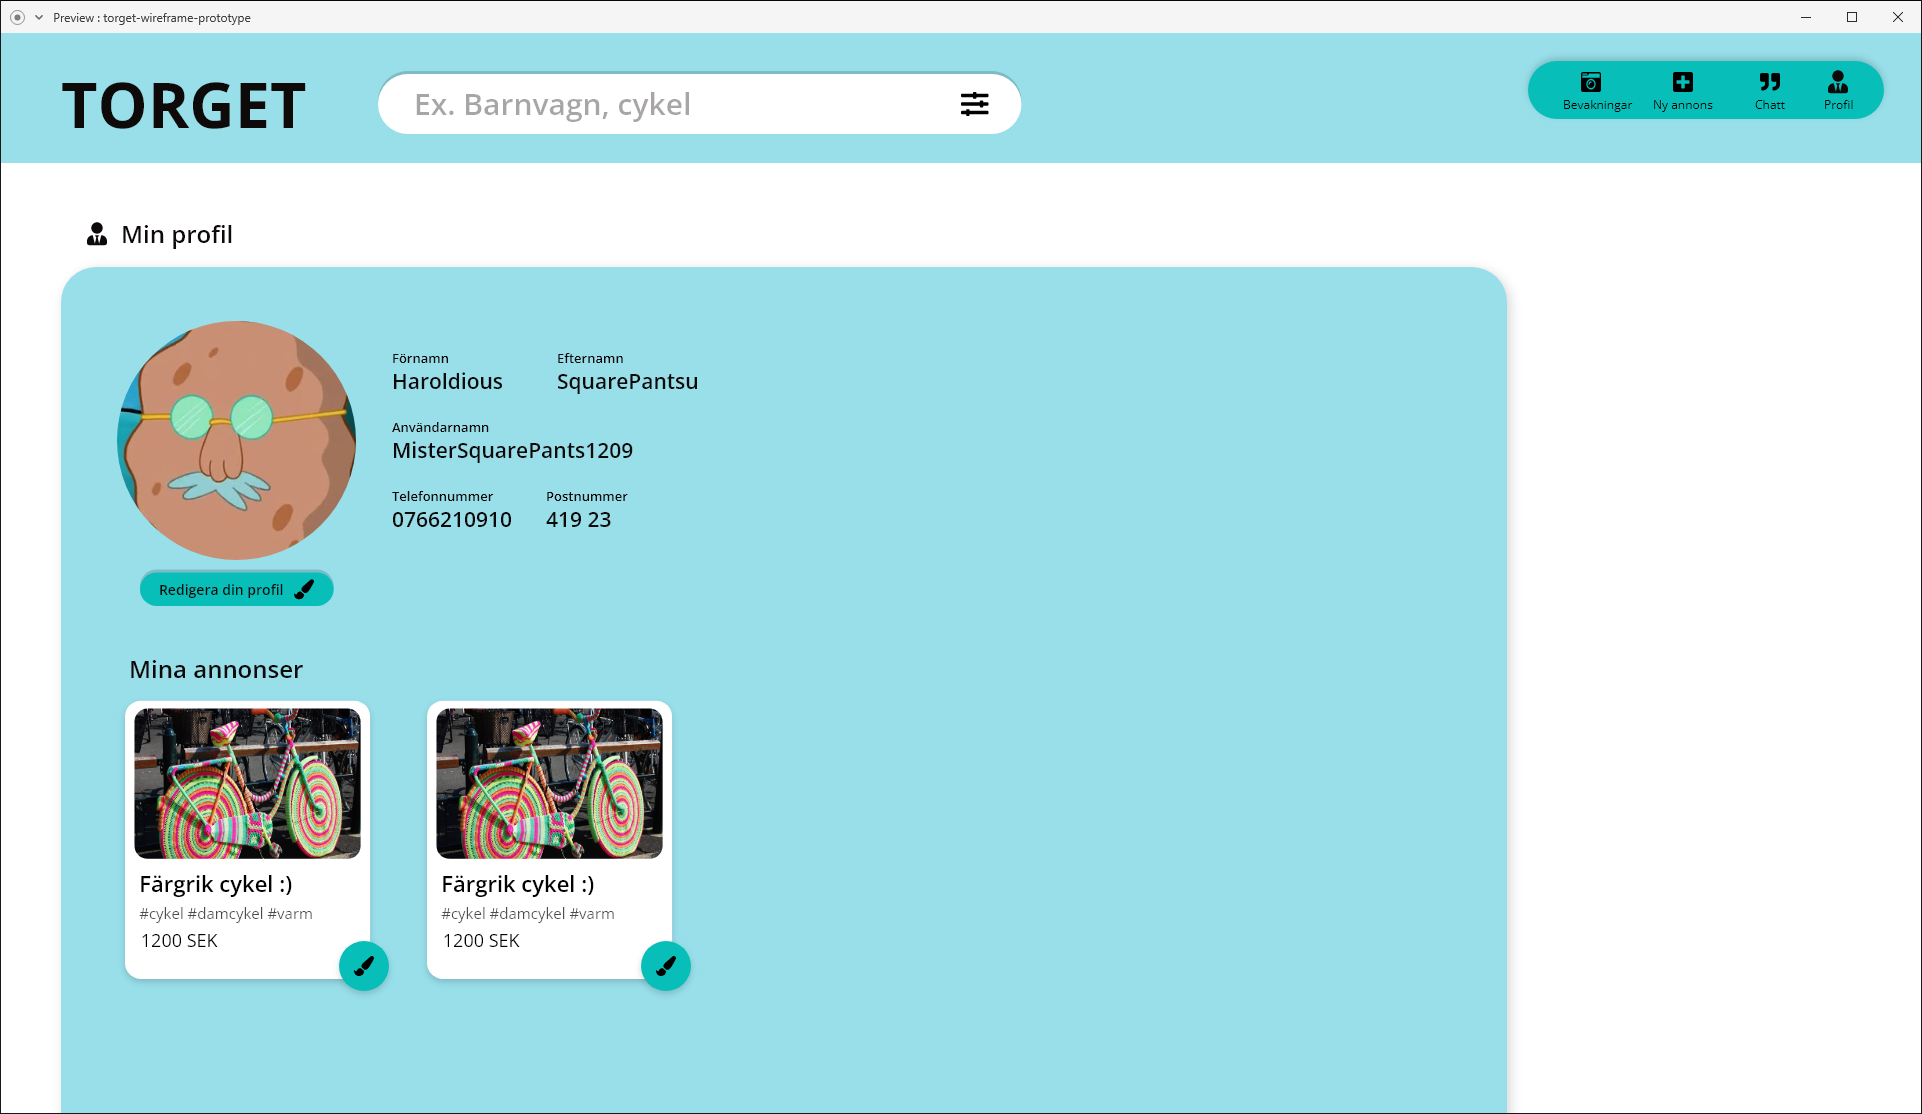 Preview : torget-wireframe-prototype
TORGET
Ex. Barnvagn, cykel
Bevakningar
Ny annons
Chatt
Profil
Min profil
Förnamn
Haroldious
Efternamn
SquarePantsu
Användarnamn
MisterSquarePants1209
Telefonnummer
0766210910
Postnummer
419 23
Redigera din profil
Mina annonser
Färgrik cykel :)
#cykel #damcykel #varm
1200 SEK
Färgrik cykel :)
#cykel #damcykel #varm
1200 SEK